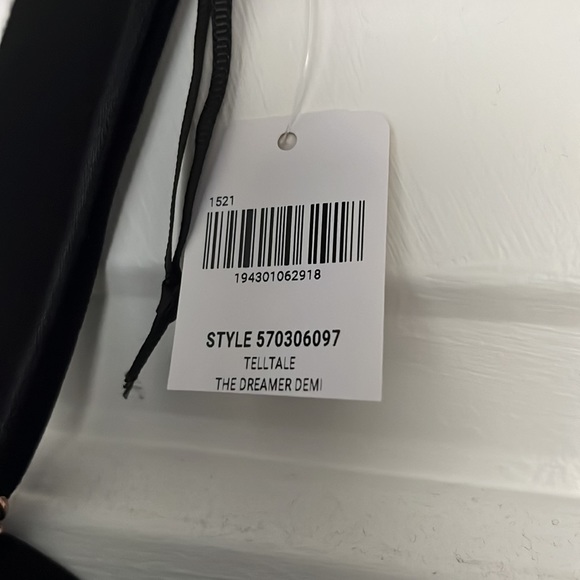 1521
194301062918
STYLE 570306097
TELLTALE
THE DREAMER DEMI